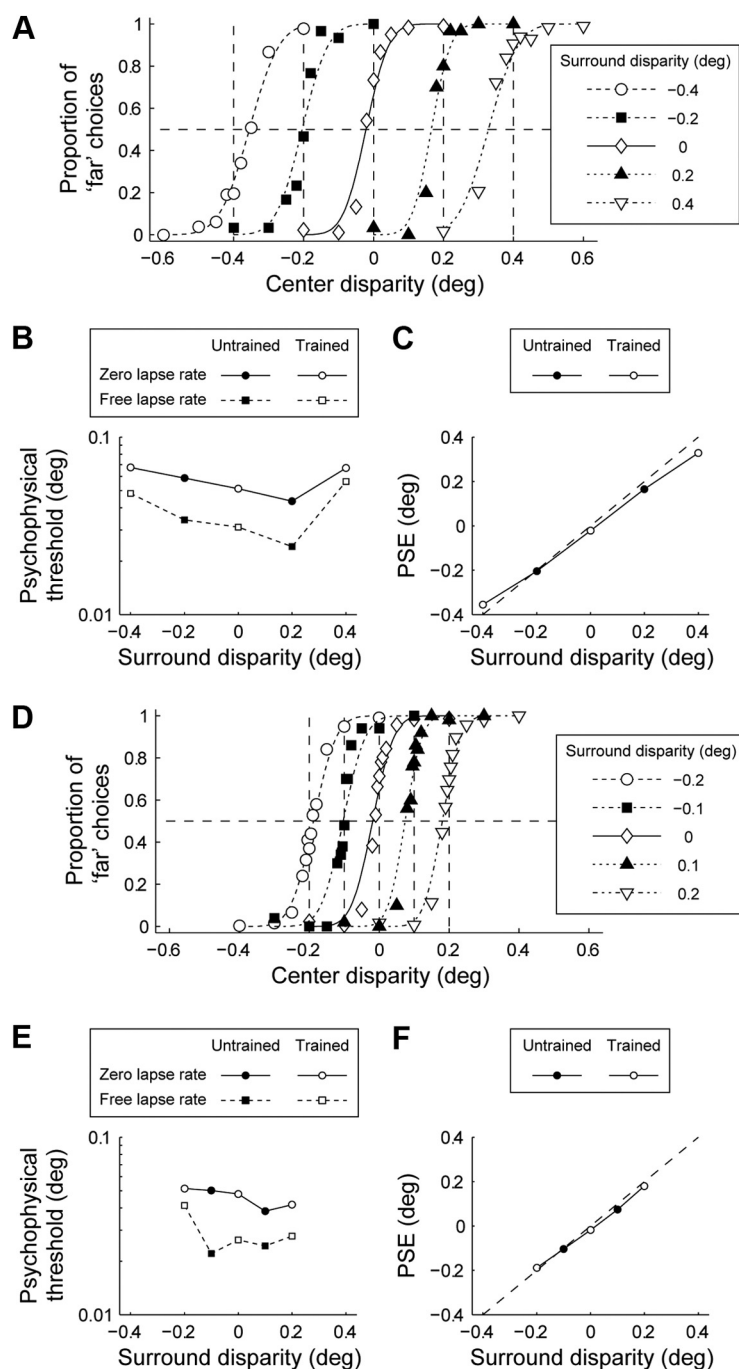 A
Proportion of
'far' choices
1
0.8
0.6
0.4
0.2
0
−0.6 −0.4 −0.2 0 0.2 0.4 0.6
Center disparity (deg)
Surround disparity (deg)
−0.4
−0.2
0
0.2
0.4
B
Untrained Trained
Zero lapse rate
Free lapse rate
Psychophysical
threshold (deg)
0.1
0.01
−0.4 −0.2 0 0.2 0.4
Surround disparity (deg)
C
Untrained Trained
PSE (deg)
0.4
0.2
0
−0.2
−0.4
−0.4 −0.2 0 0.2 0.4
Surround disparity (deg)
D
Proportion of
'far' choices
1
0.8
0.6
0.4
0.2
0
−0.6 −0.4 −0.2 0 0.2 0.4 0.6
Center disparity (deg)
Surround disparity (deg)
−0.2
−0.1
0
0.1
0.2
E
Untrained Trained
Zero lapse rate
Free lapse rate
Psychophysical
threshold (deg)
0.1
0.01
−0.4 −0.2 0 0.2 0.4
Surround disparity (deg)
F
Untrained Trained
PSE (deg)
0.4
0.2
0
−0.2
−0.4
−0.4 −0.2 0 0.2 0.4
Surround disparity (deg)